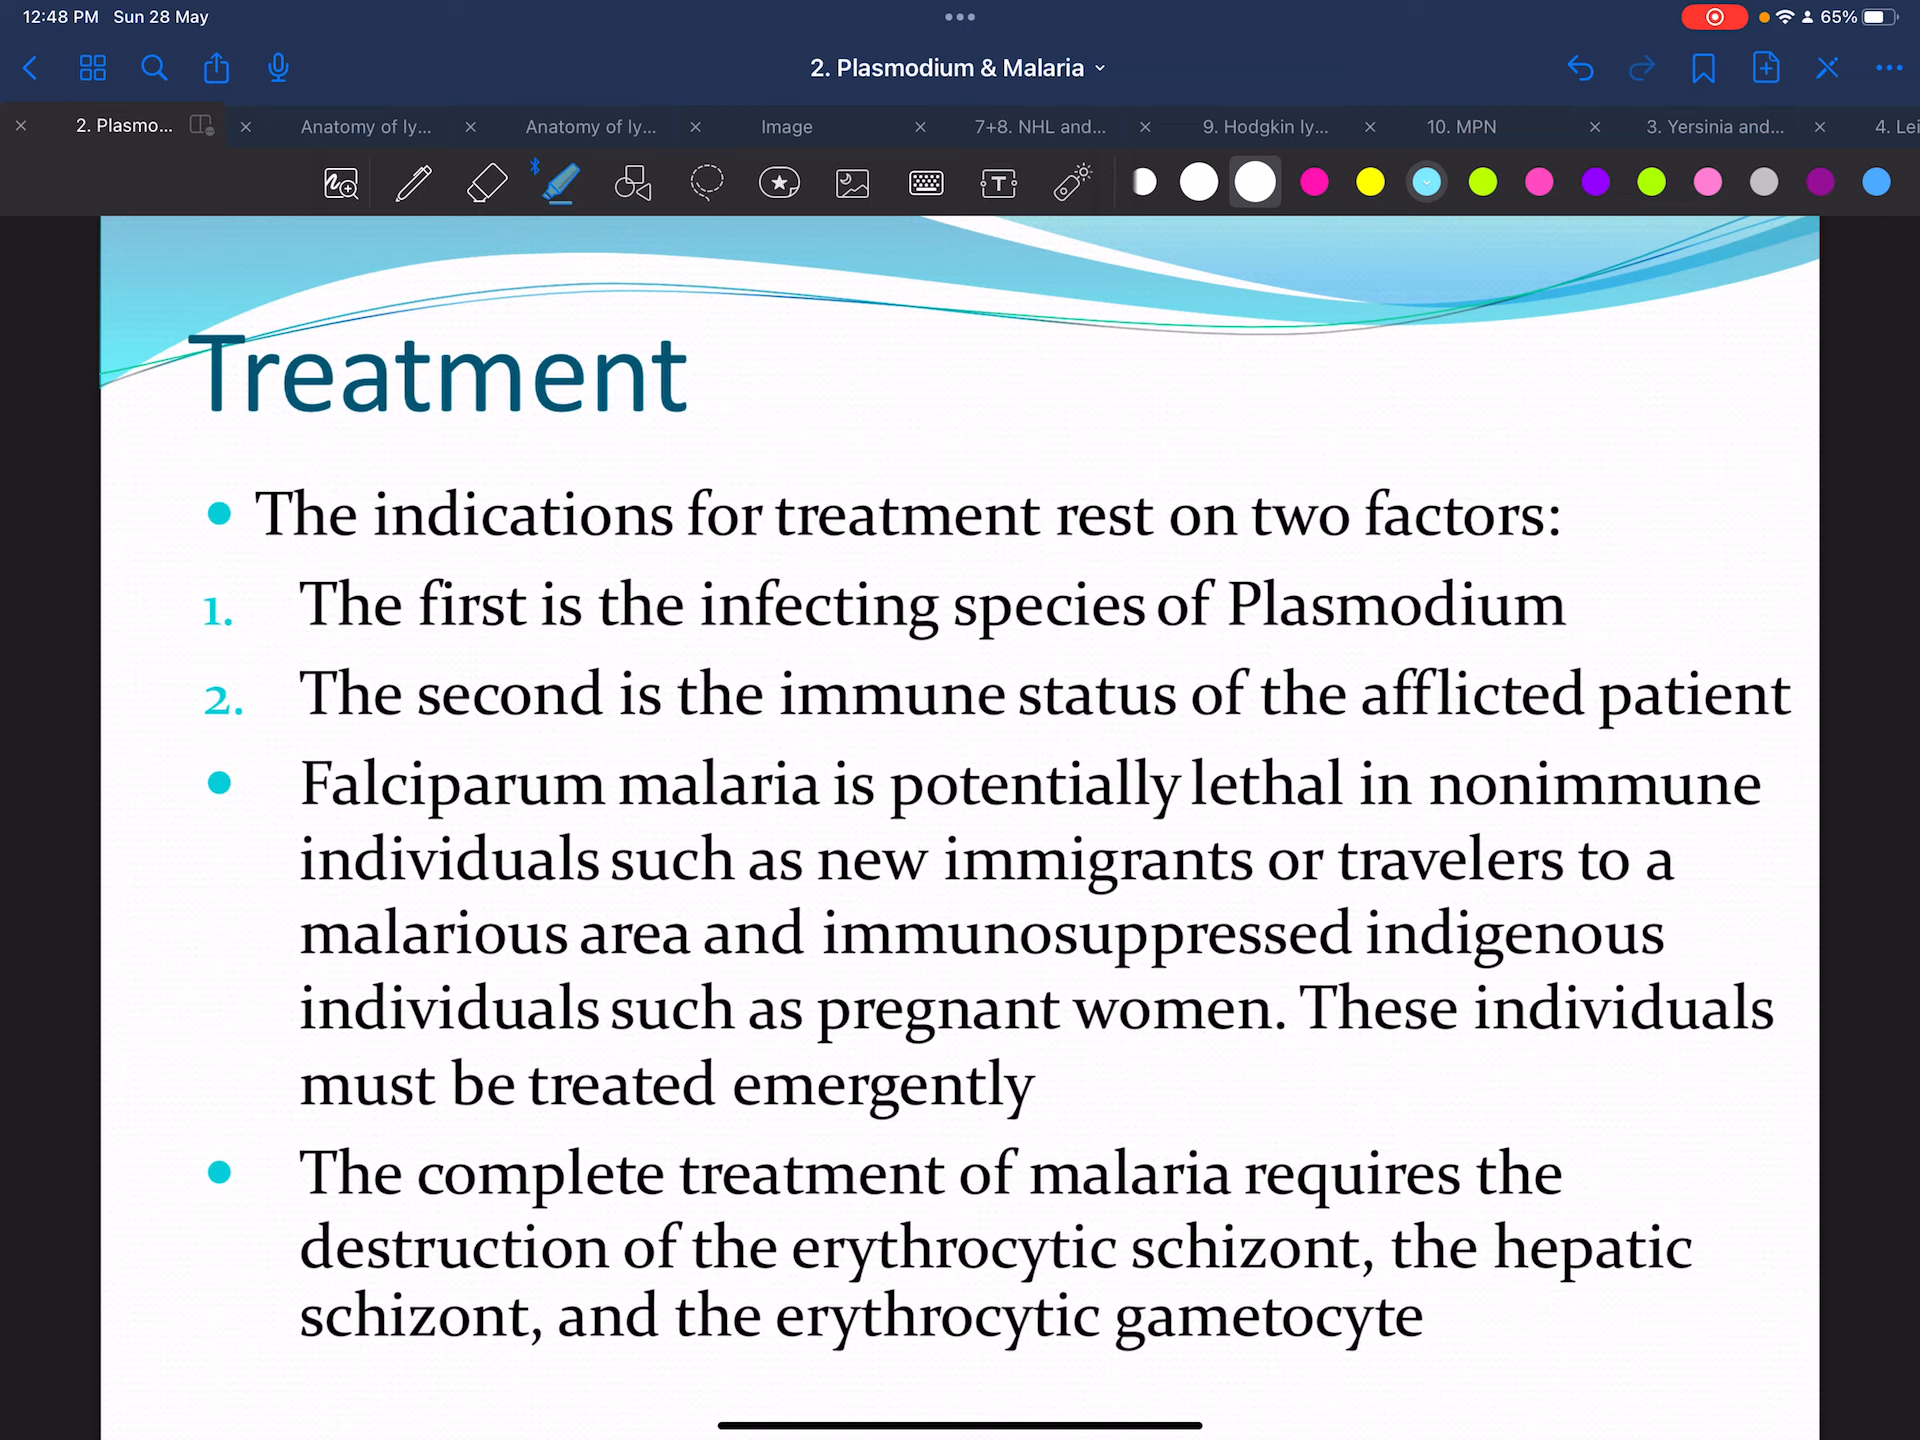 12:48 PM Sun 28 May
65%
2. Plasmodium & Malaria
2. Plasmo...
Anatomy of ly...
Anatomy of ly...
Image
7+8. NHL and...
9. Hodgkin ly...
10. MPN
3. Yersinia and...
4. Lei
Treatment
• The indications for treatment rest on two factors:
1. The first is the infecting species of Plasmodium
2. The second is the immune status of the afflicted patient
• Falciparum malaria is potentially lethal in nonimmune
individuals such as new immigrants or travelers to a
malarious area and immunosuppressed indigenous
individuals such as pregnant women. These individuals
must be treated emergently
• The complete treatment of malaria requires the
destruction of the erythrocytic schizont, the hepatic
schizont, and the erythrocytic gametocyte